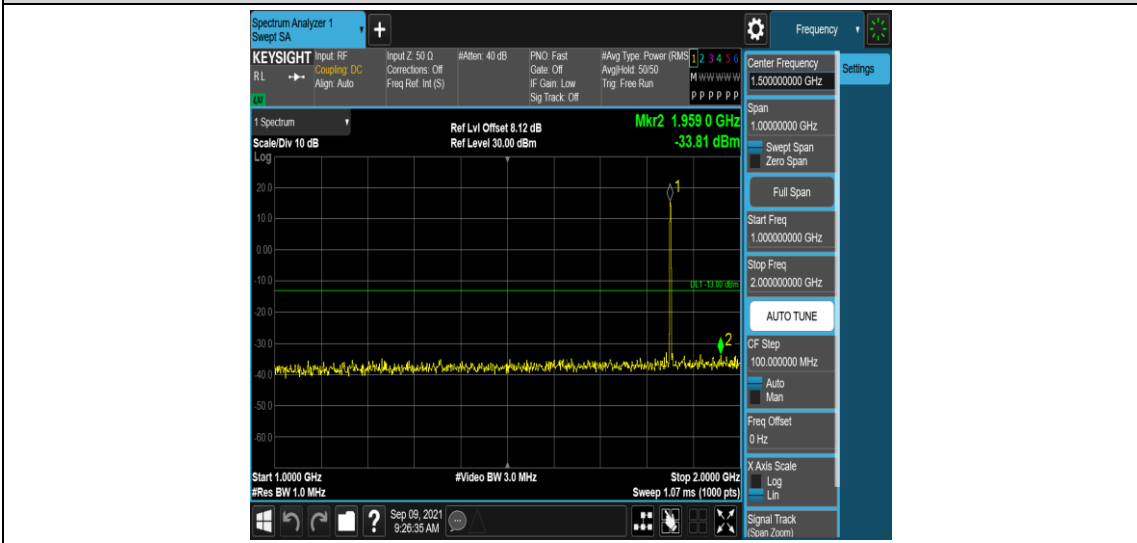 Spectrum Analyzer 1
Swept SA
+
Frequency
KEYSIGHT
RL
LXI
Input: RF
Coupling: DC
Align: Auto
Input Z: 50 Ω
Corrections: Off
Freq Ref: Int (S)
#Atten: 40 dB
PNO: Fast
Gate: Off
IF Gain: Low
Sig Track: Off
#Avg Type: Power (RMS
Avg|Hold: 50/50
Trig: Free Run
1 2 3 4 5 6
M W W W W W
P P P P P P
1 Spectrum
Scale/Div 10 dB
Log
Ref Lvl Offset 8.12 dB
Ref Level 30.00 dBm
Mkr2 1.959 0 GHz
-33.81 dBm
20.0
10.0
0.00
-10.0
-20.0
-30.0
-40.0
-50.0
-60.0
1
DL1 -13.00 dBm
2
Start 1.0000 GHz
#Res BW 1.0 MHz
#Video BW 3.0 MHz
Stop 2.0000 GHz
Sweep 1.07 ms (1000 pts)
?
Sep 09, 2021
9:26:35 AM
Center Frequency
1.500000000 GHz
Settings
Span
1.00000000 GHz
Swept Span
Zero Span
Full Span
Start Freq
1.000000000 GHz
Stop Freq
2.000000000 GHz
AUTO TUNE
CF Step
100.000000 MHz
Auto
Man
Freq Offset
0 Hz
X Axis Scale
Log
Lin
Signal Track
(Span Zoom)